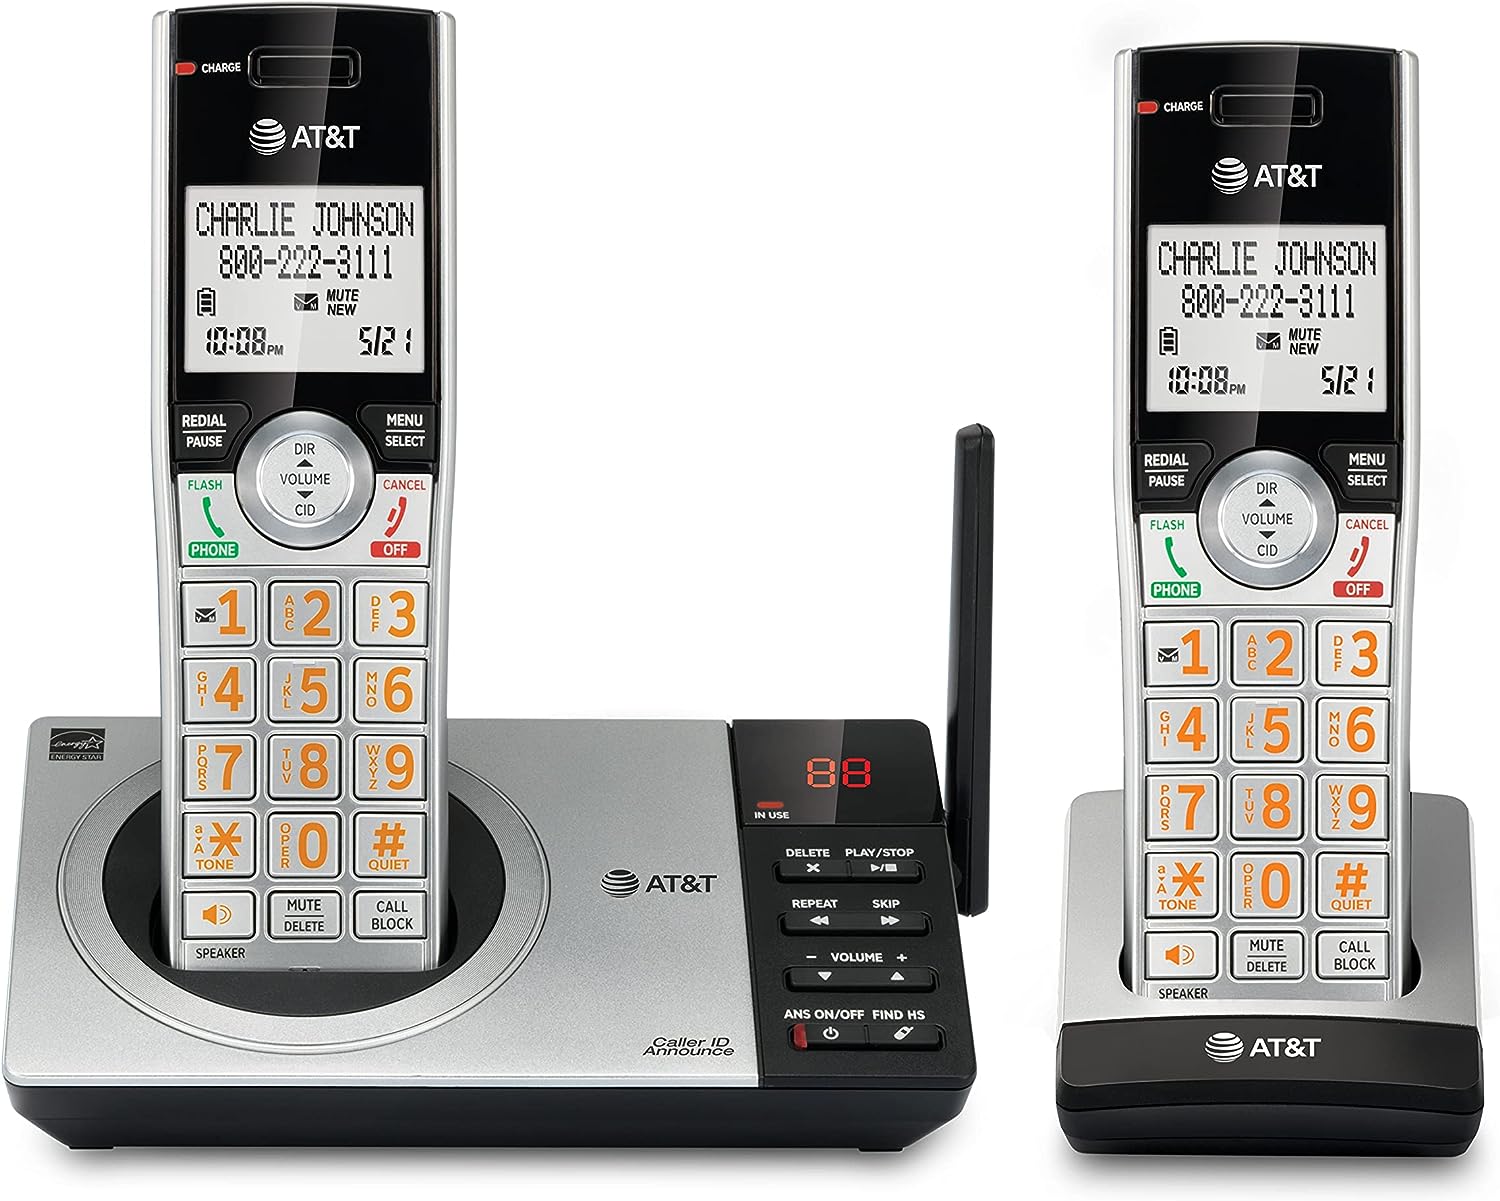 CHARGE
AT&T
CHARLIE JOHNSON
800-222-3111
MUTE
NEW
10:08PM 5/21
REDIAL
PAUSE
MENU
SELECT
DIR
VOLUME
CID
FLASH
PHONE
CANCEL
OFF
1
ABC 2
DEF 3
GHI 4
JKL 5
MNO 6
PQRS 7
TUV 8
WXYZ 9
a A * TONE
OPER 0
# QUIET
SPEAKER
MUTE
DELETE
CALL
BLOCK
energy
ENERGY STAR
AT&T
Caller ID
Announce
88
IN USE
DELETE PLAY/STOP
REPEAT SKIP
- VOLUME +
ANS ON/OFF FIND HS
CHARGE
AT&T
CHARLIE JOHNSON
800-222-3111
MUTE
NEW
10:08PM 5/21
REDIAL
PAUSE
MENU
SELECT
DIR
VOLUME
CID
FLASH
PHONE
CANCEL
OFF
1
ABC 2
DEF 3
GHI 4
JKL 5
MNO 6
PQRS 7
TUV 8
WXYZ 9
a A * TONE
OPER 0
# QUIET
SPEAKER
MUTE
DELETE
CALL
BLOCK
AT&T